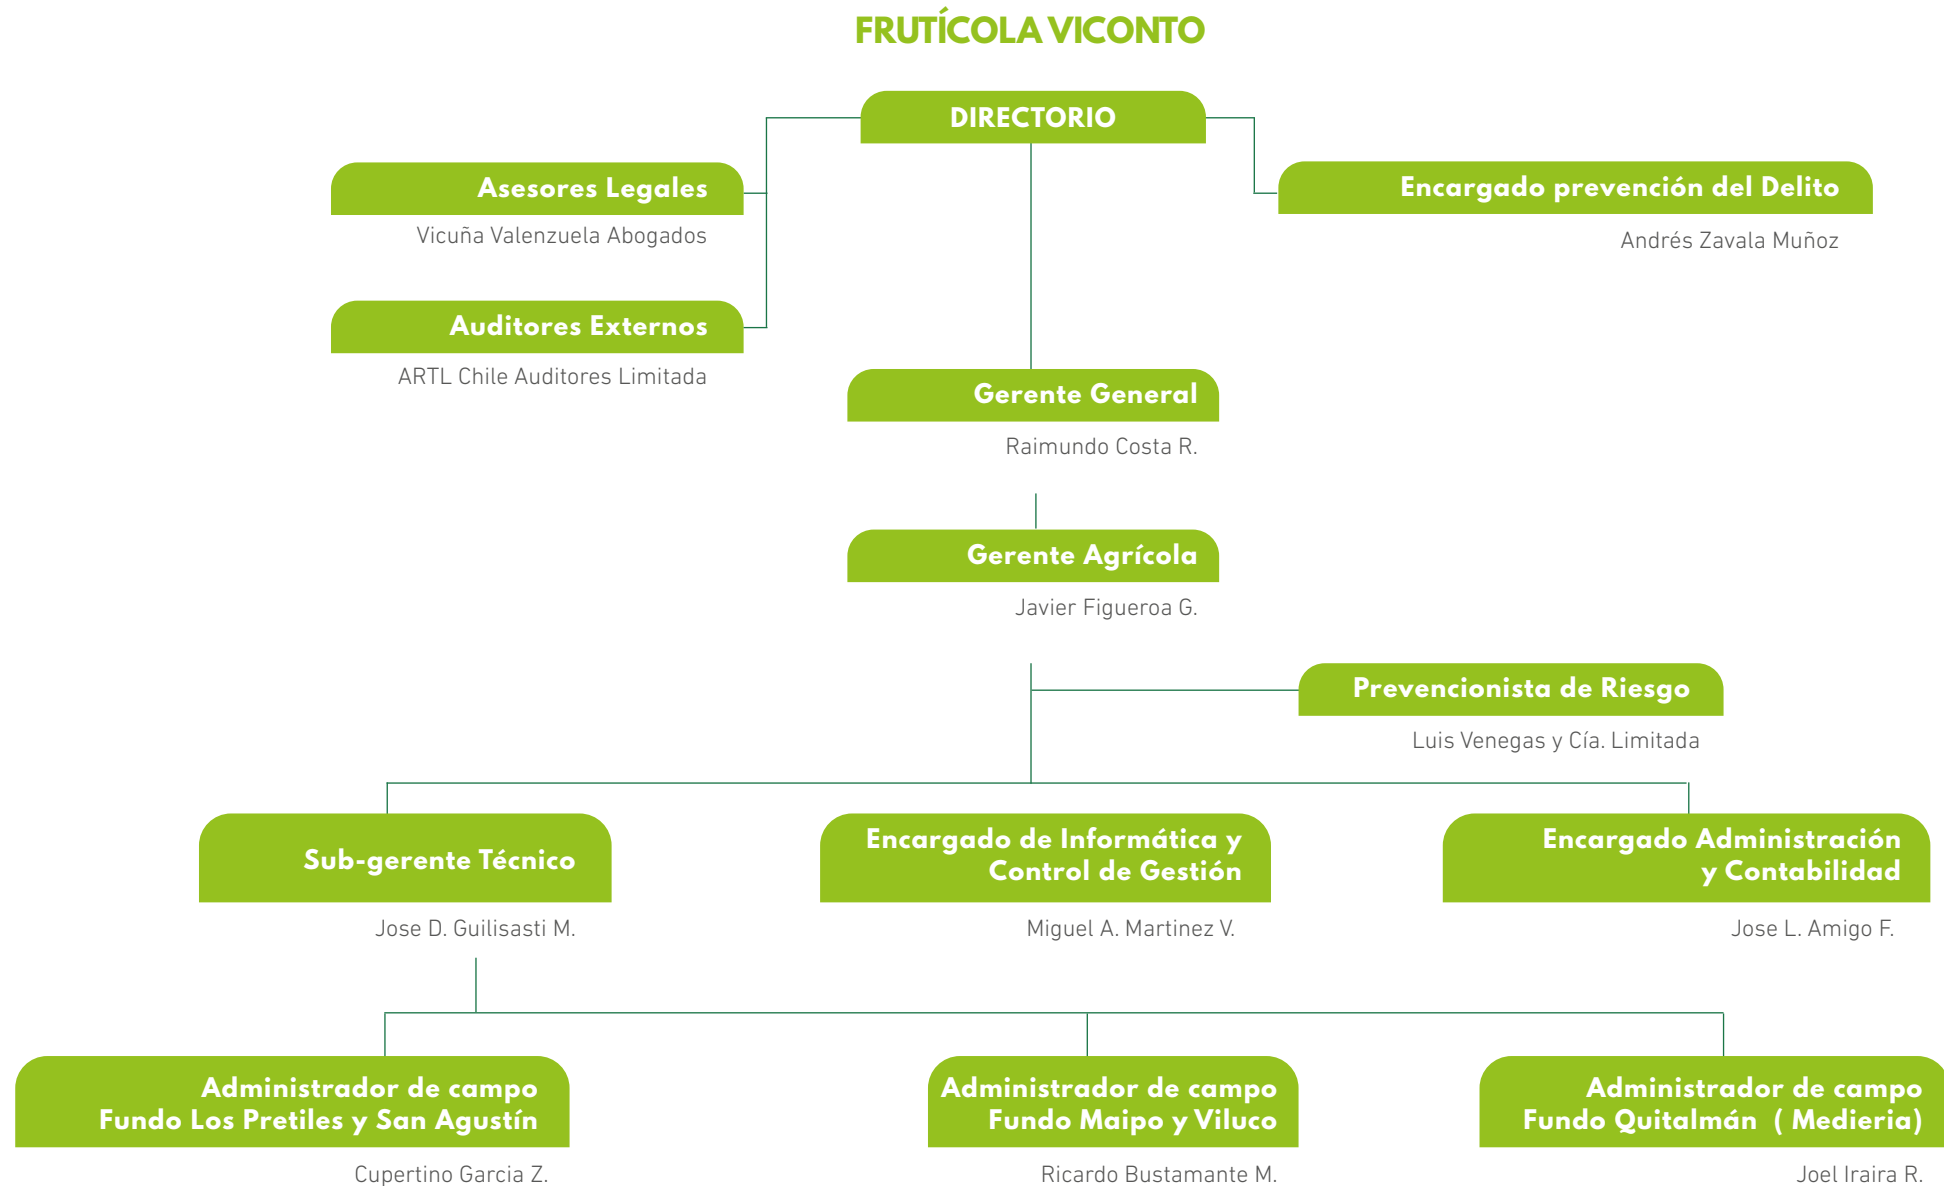 FRUTÍCOLA VICONTO
DIRECTORIO
Asesores Legales
Vicuña Valenzuela Abogados
Encargado prevención del Delito
Andrés Zavala Muñoz
Auditores Externos
ARTL Chile Auditores Limitada
Gerente General
Raimundo Costa R.
Gerente Agrícola
Javier Figueroa G.
Prevencionista de Riesgo
Luis Venegas y Cía. Limitada
Sub-gerente Técnico
Jose D. Guilisasti M.
Encargado de Informática y
Control de Gestión
Miguel A. Martinez V.
Encargado Administración
y Contabilidad
Jose L. Amigo F.
Administrador de campo
Fundo Los Pretiles y San Agustín
Cupertino Garcia Z.
Administrador de campo
Fundo Maipo y Viluco
Ricardo Bustamante M.
Administrador de campo
Fundo Quitalmán ( Medieria)
Joel Iraira R.